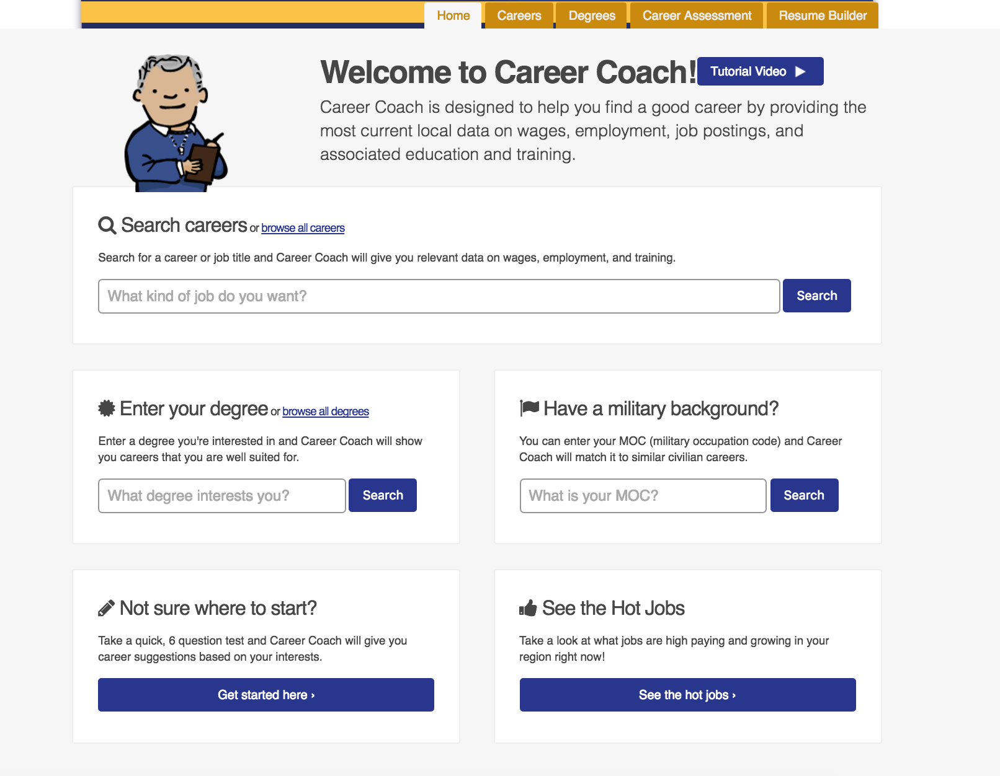 Home Careers Degrees Career Assessment Resume Builder
Welcome to Career Coach! Tutorial Video
Career Coach is designed to help you find a good career by providing the
most current local data on wages, employment, job postings, and
associated education and training.
Search careers or browse all careers
Search for a career or job title and Career Coach will give you relevant data on wages, employment, and training.
What kind of job do you want? Search
Enter your degree or browse all degrees
Enter a degree you're interested in and Career Coach will show
you careers that you are well suited for.
What degree interests you? Search
Have a military background?
You can enter your MOC (military occupation code) and Career
Coach will match it to similar civilian careers.
What is your MOC? Search
Not sure where to start?
Take a quick, 6 question test and Career Coach will give you
career suggestions based on your interests.
Get started here ›
See the Hot Jobs
Take a look at what jobs are high paying and growing in your
region right now!
See the hot jobs ›